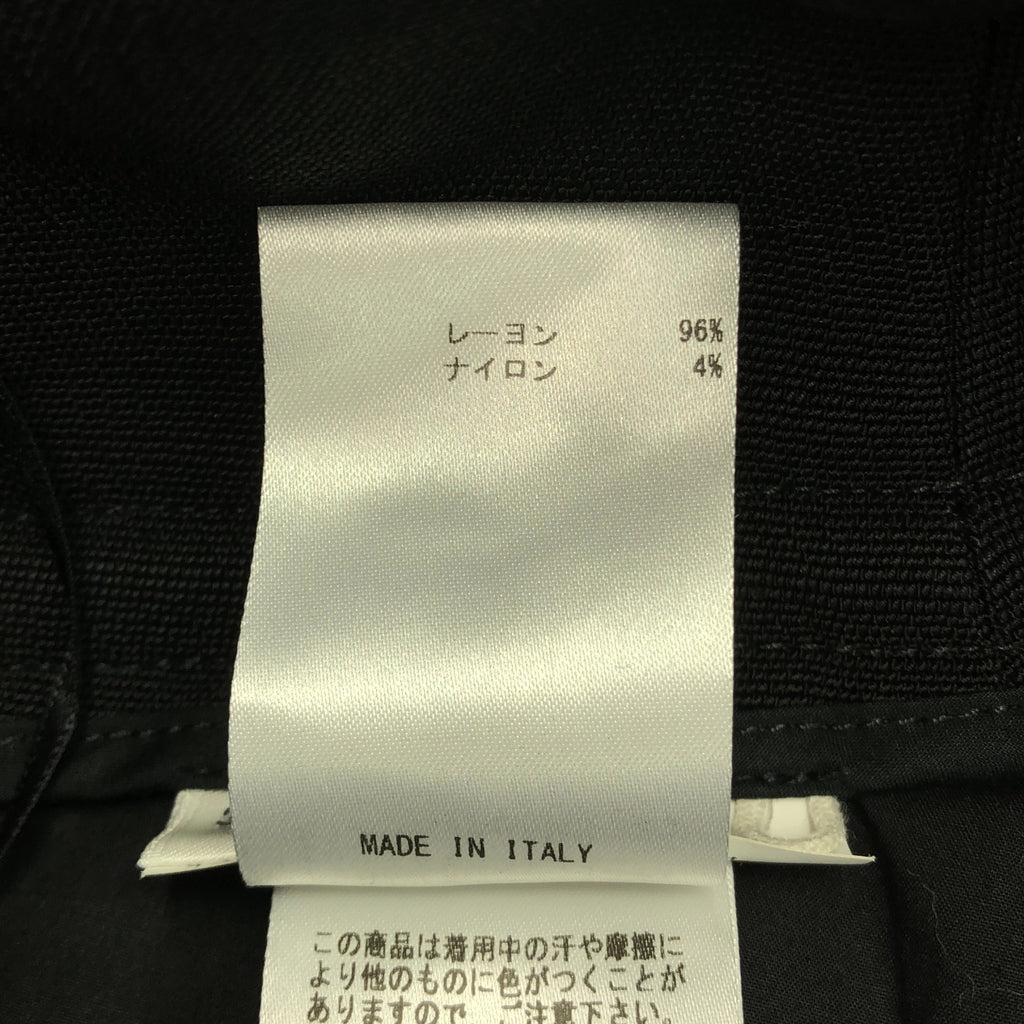 レーヨン 96%
ナイロン 4%
MADE IN ITALY
この商品は着用中の汗や摩擦に
より他のものに色がつくことが
ありますので、ご注意下さい。